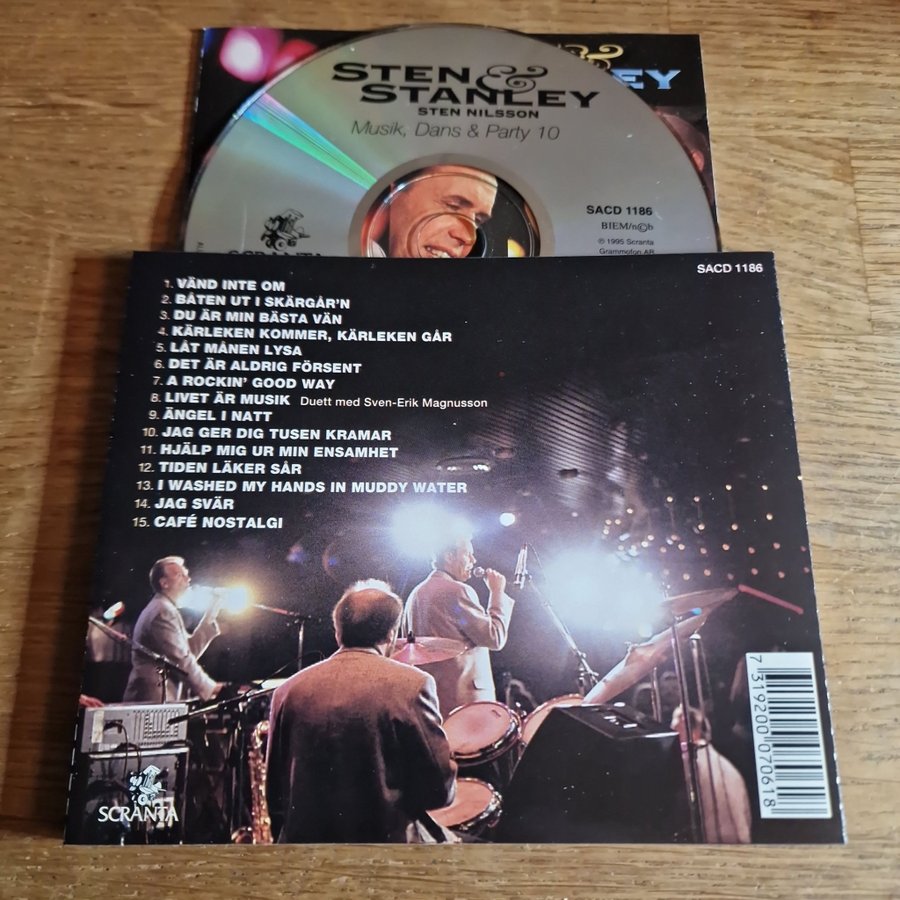 &
EY
STEN &
STANLEY
STEN NILSSON
Musik, Dans & Party 10
SACD 1186
BIEM/n©b
℗ 1995 Scranta
Grammofon AB
SCRANTA
SACD 1186
1. VÄND INTE OM
2. BÅTEN UT I SKÄRGÅR'N
3. DU ÄR MIN BÄSTA VÄN
4. KÄRLEKEN KOMMER, KÄRLEKEN GÅR
5. LÅT MÅNEN LYSA
6. DET ÄR ALDRIG FÖRSENT
7. A ROCKIN' GOOD WAY
8. LIVET ÄR MUSIK Duett med Sven-Erik Magnusson
9. ÄNGEL I NATT
10. JAG GER DIG TUSEN KRAMAR
11. HJÄLP MIG UR MIN ENSAMHET
12. TIDEN LÄKER SÅR
13. I WASHED MY HANDS IN MUDDY WATER
14. JAG SVÄR
15. CAFÉ NOSTALGI
7 319200 070618
SCRANTA